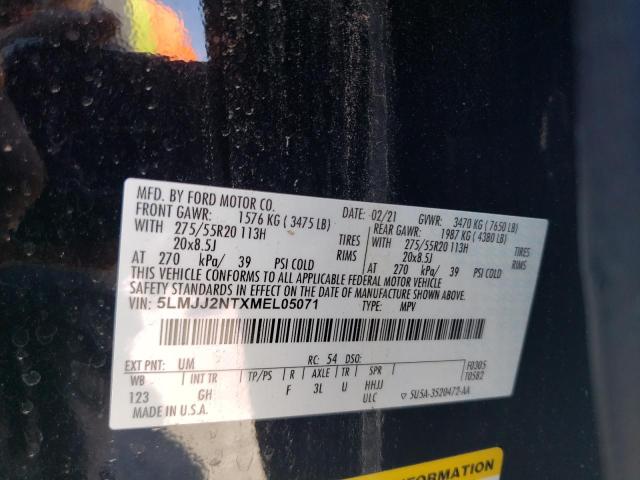 MFD. BY FORD MOTOR CO.
DATE: 02/21 GVWR: 3470 KG ( 7650 LB)
FRONT GAWR: 1576 KG ( 3475 LB)
REAR GAWR: 1987 KG ( 4380 LB)
WITH 275/55R20 113H TIRES
WITH 275/55R20 113H TIRES
20x8.5J RIMS
20x8.5J RIMS
AT 270 kPa/ 39 PSI COLD
AT 270 kPa/ 39 PSI COLD
THIS VEHICLE CONFORMS TO ALL APPLICABLE FEDERAL MOTOR VEHICLE
SAFETY STANDARDS IN EFFECT ON THE DATE OF MANUFACTURE SHOWN ABOVE.
VIN: 5LMJJ2NTXMEL05071 TYPE: MPV
EXT PNT: UM RC: 54 DSO:
F0305
T0582
WB INT TR TP/PS R AXLE TR SPR
123 GH F 3L U HHJJ
ULC
MADE IN U.S.A.
5USA-3520472-AA
INFORMATION